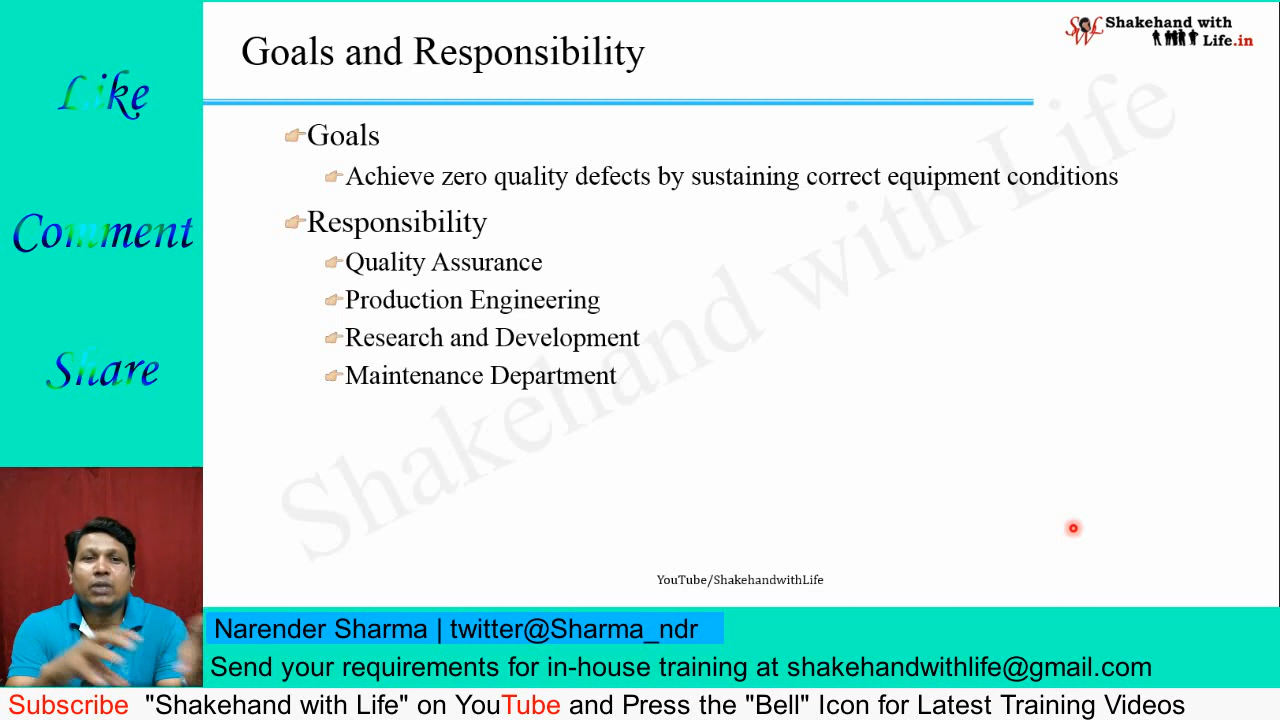 Like
Comment
Share
Goals and Responsibility
SWL Shakehand with
Life.in
Goals
Achieve zero quality defects by sustaining correct equipment conditions
Responsibility
Quality Assurance
Production Engineering
Research and Development
Maintenance Department
Shakehand with Life
YouTube/ShakehandwithLife
Narender Sharma | twitter@Sharma_ndr
Send your requirements for in-house training at shakehandwithlife@gmail.com
Subscribe "Shakehand with Life" on YouTube and Press the "Bell" Icon for Latest Training Videos